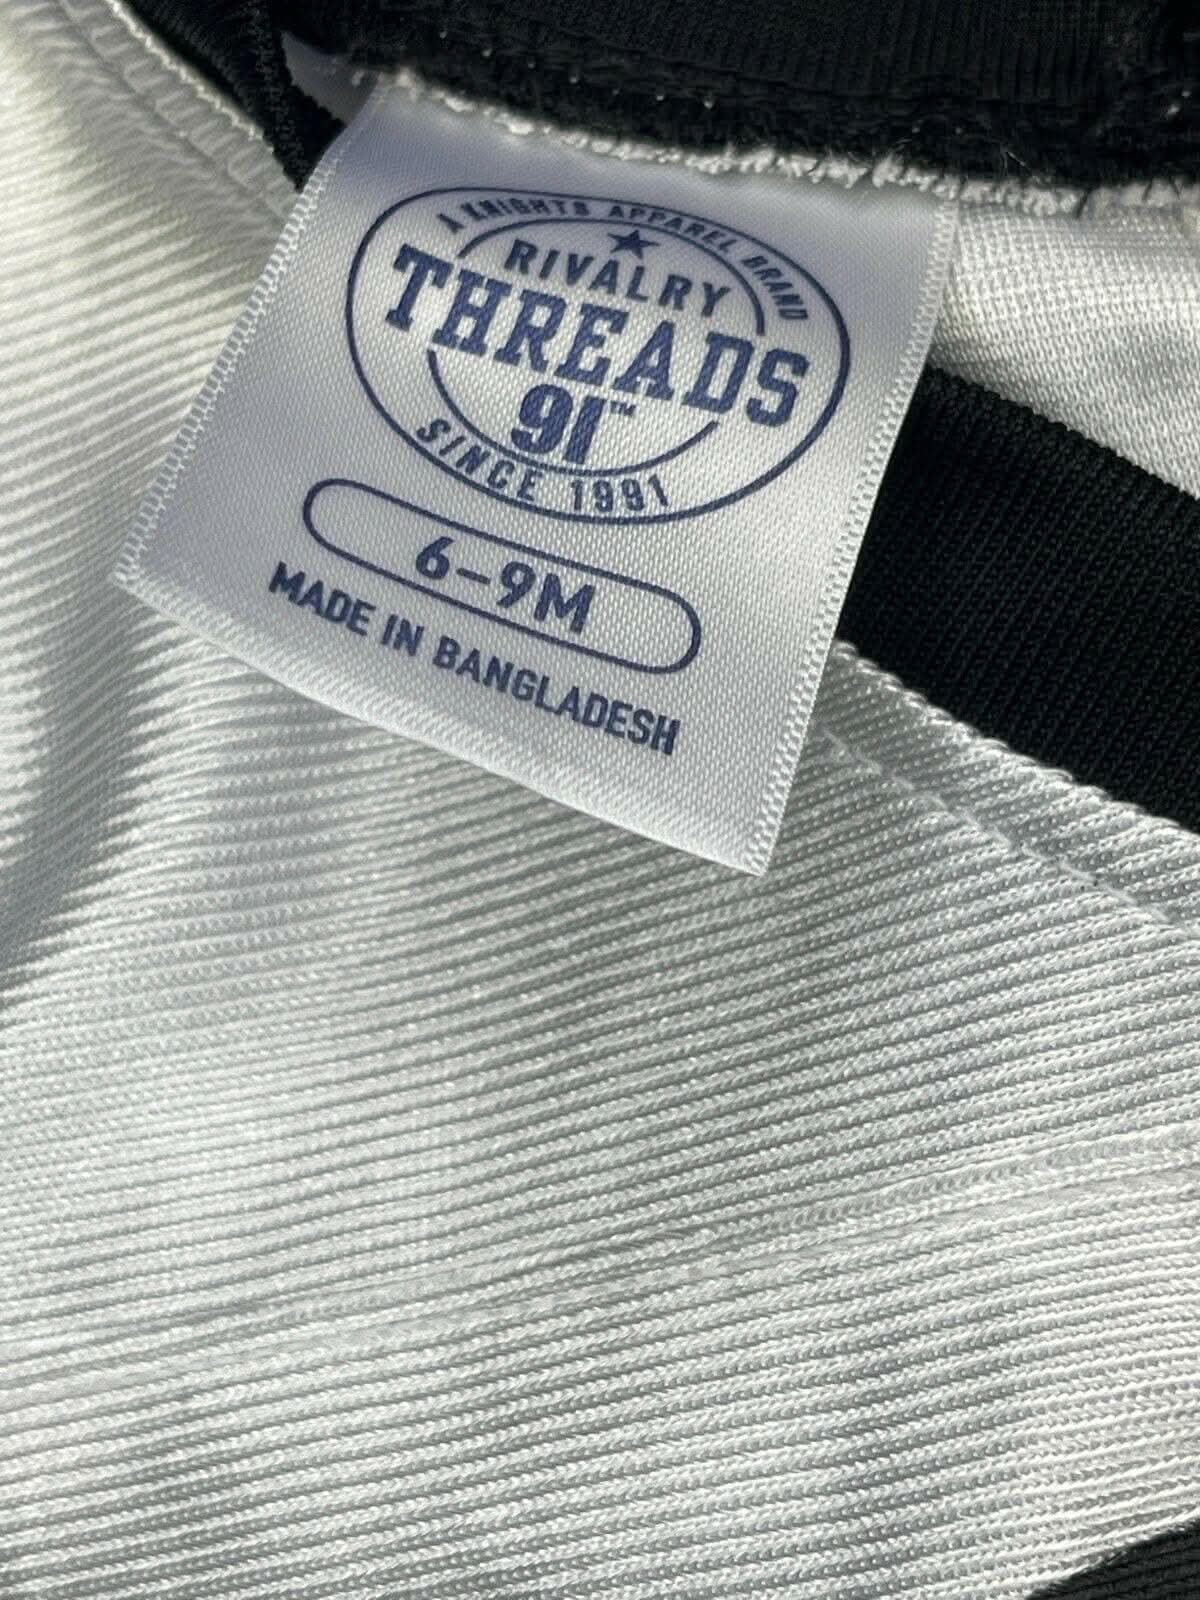 A KNIGHTS APPAREL BRAND
RIVALRY
THREADS
91™
SINCE 1991
6-9M
MADE IN BANGLADESH